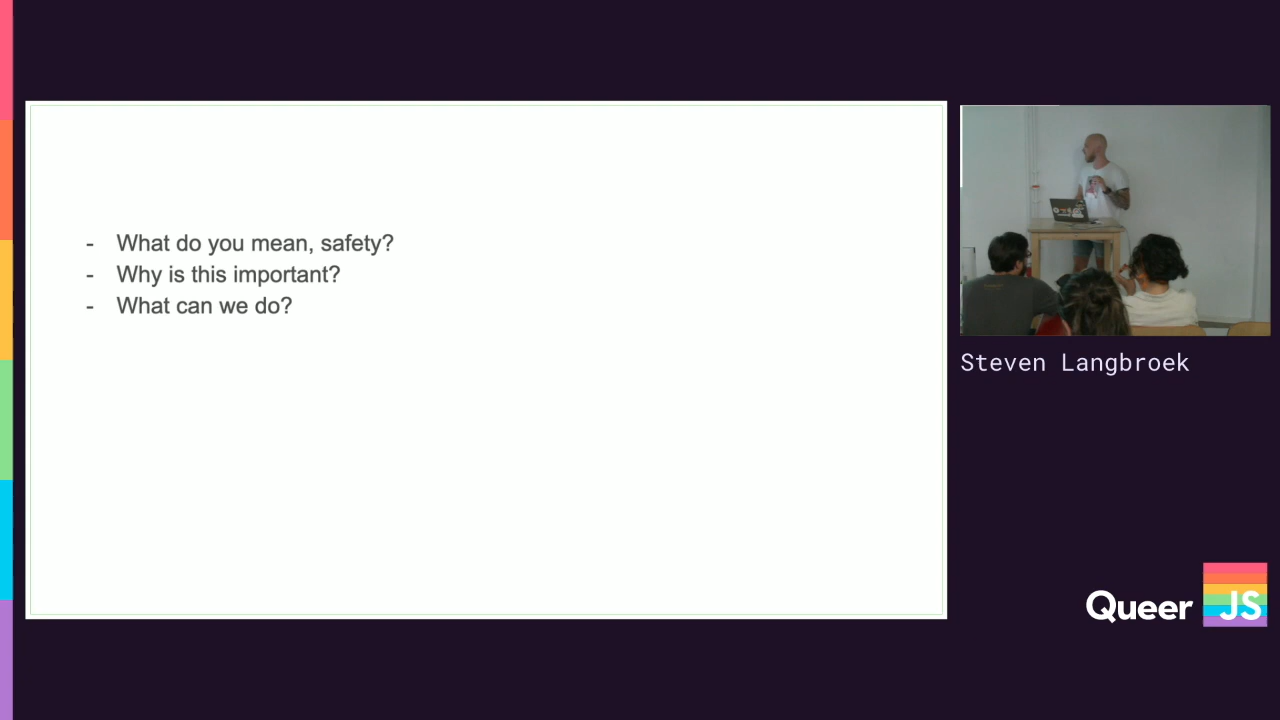 - What do you mean, safety?
- Why is this important?
- What can we do?
Steven Langbroek
Queer JS